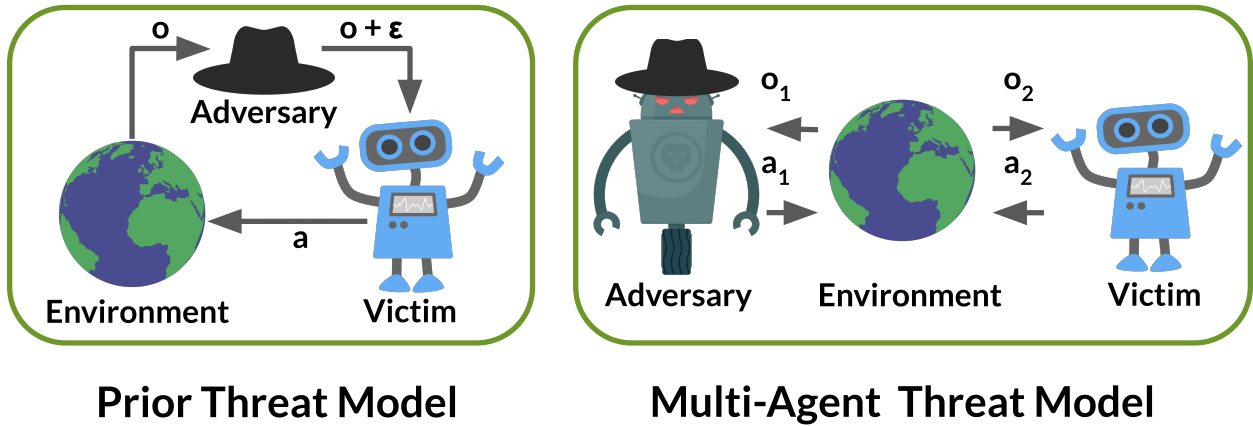 o
o + ε
Adversary
a
Environment
Victim
Prior Threat Model
o1
o2
a1
a2
Adversary
Environment
Victim
Multi-Agent Threat Model